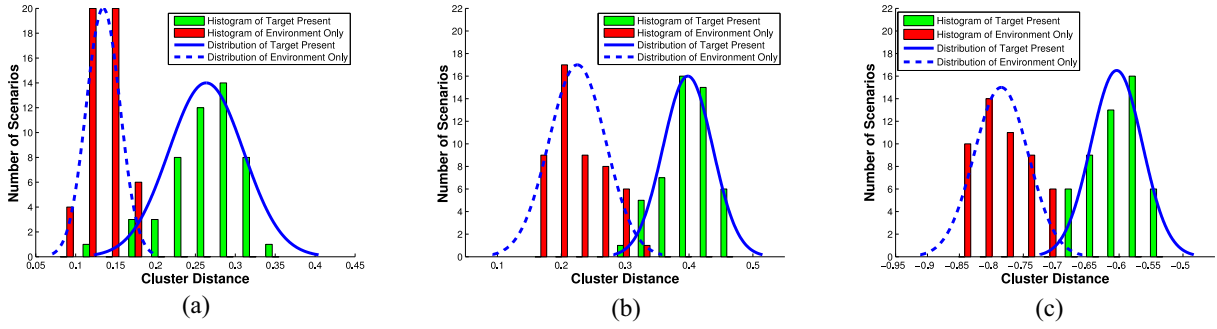 20
18
16
14
12
10
8
6
4
2
0
Number of Scenarios
0.05 0.1 0.15 0.2 0.25 0.3 0.35 0.4 0.45
Cluster Distance
Histogram of Target Present
Histogram of Environment Only
Distribution of Target Present
Distribution of Environment Only
(a)
22
20
18
16
14
12
10
8
6
4
2
0
Number of Scenarios
0.1 0.2 0.3 0.4 0.5
Cluster Distance
Histogram of Target Present
Histogram of Environment Only
Distribution of Target Present
Distribution of Environment Only
(b)
22
20
18
16
14
12
10
8
6
4
2
0
Number of Scenarios
−0.95 −0.9 −0.85 −0.8 −0.75 −0.7 −0.65 −0.6 −0.55 −0.5
Cluster Distance
Histogram of Target Present
Histogram of Environment Only
Distribution of Target Present
Distribution of Environment Only
(c)